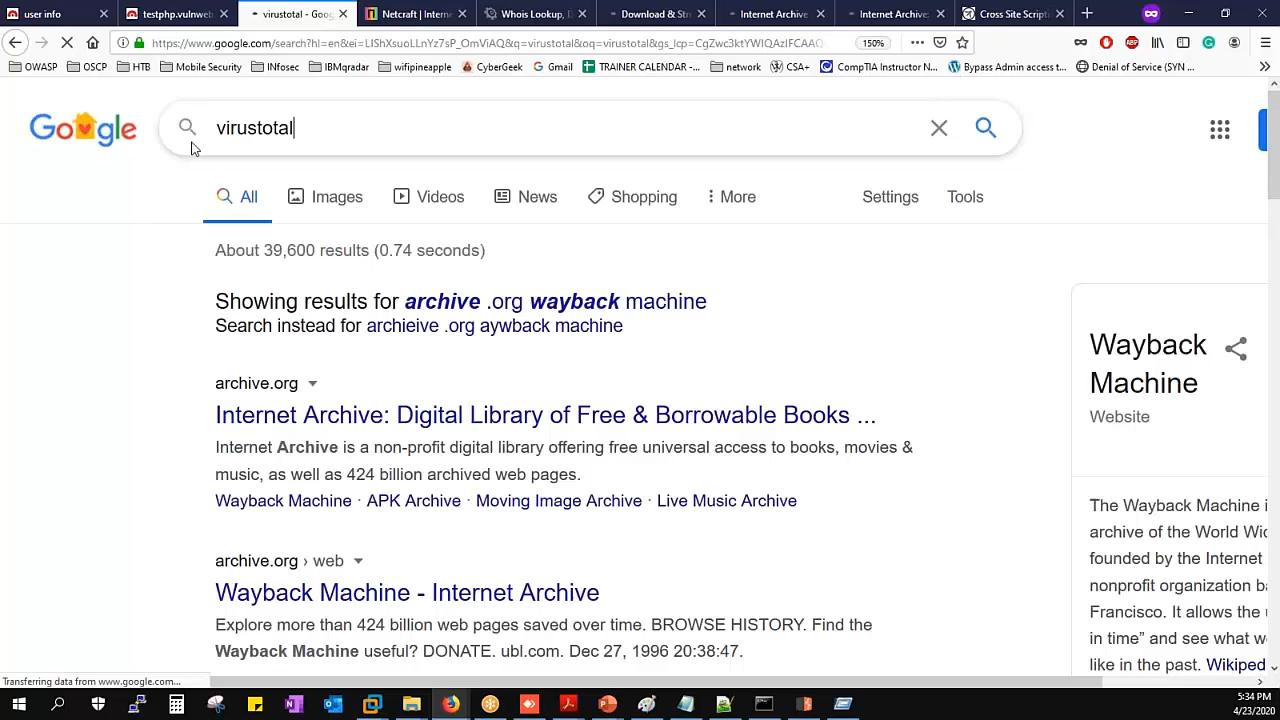 user info
testphp.vulnweb
virustotal - Goo
Netcraft | Intern
Whois Lookup, D
Download & Str
Internet Archive
Internet Archive:
Cross Site Scripti
https://www.google.com/search?hl=en&ei=LIShXsuoLLnYz7sP_OmViAQ&q=virustotal&oq=virustotal&gs_lcp=CgZwc3ktYWIQAzIFCAAQ
150%
OWASP
OSCP
HTB
Mobile Security
INfosec
IBMqradar
wifipineapple
CyberGeek
Gmail
TRAINER CALENDAR -...
network
CSA+
CompTIA Instructor N...
Bypass Admin access t...
Denial of Service (SYN ...
Google
virustotal
All
Images
Videos
News
Shopping
More
Settings
Tools
About 39,600 results (0.74 seconds)
Showing results for archive .org wayback machine
Search instead for archieive .org aywback machine
archive.org
Internet Archive: Digital Library of Free & Borrowable Books ...
Internet Archive is a non-profit digital library offering free universal access to books, movies &
music, as well as 424 billion archived web pages.
Wayback Machine · APK Archive · Moving Image Archive · Live Music Archive
archive.org › web
Wayback Machine - Internet Archive
Explore more than 424 billion web pages saved over time. BROWSE HISTORY. Find the
Wayback Machine useful? DONATE. ubl.com. Dec 27, 1996 20:38:47.
Wayback
Machine
Website
The Wayback Machine i
archive of the World Wid
founded by the Internet
nonprofit organization ba
Francisco. It allows the u
in time” and see what we
like in the past. Wikiped
Transferring data from www.google.com...
5:34 PM
4/23/2020